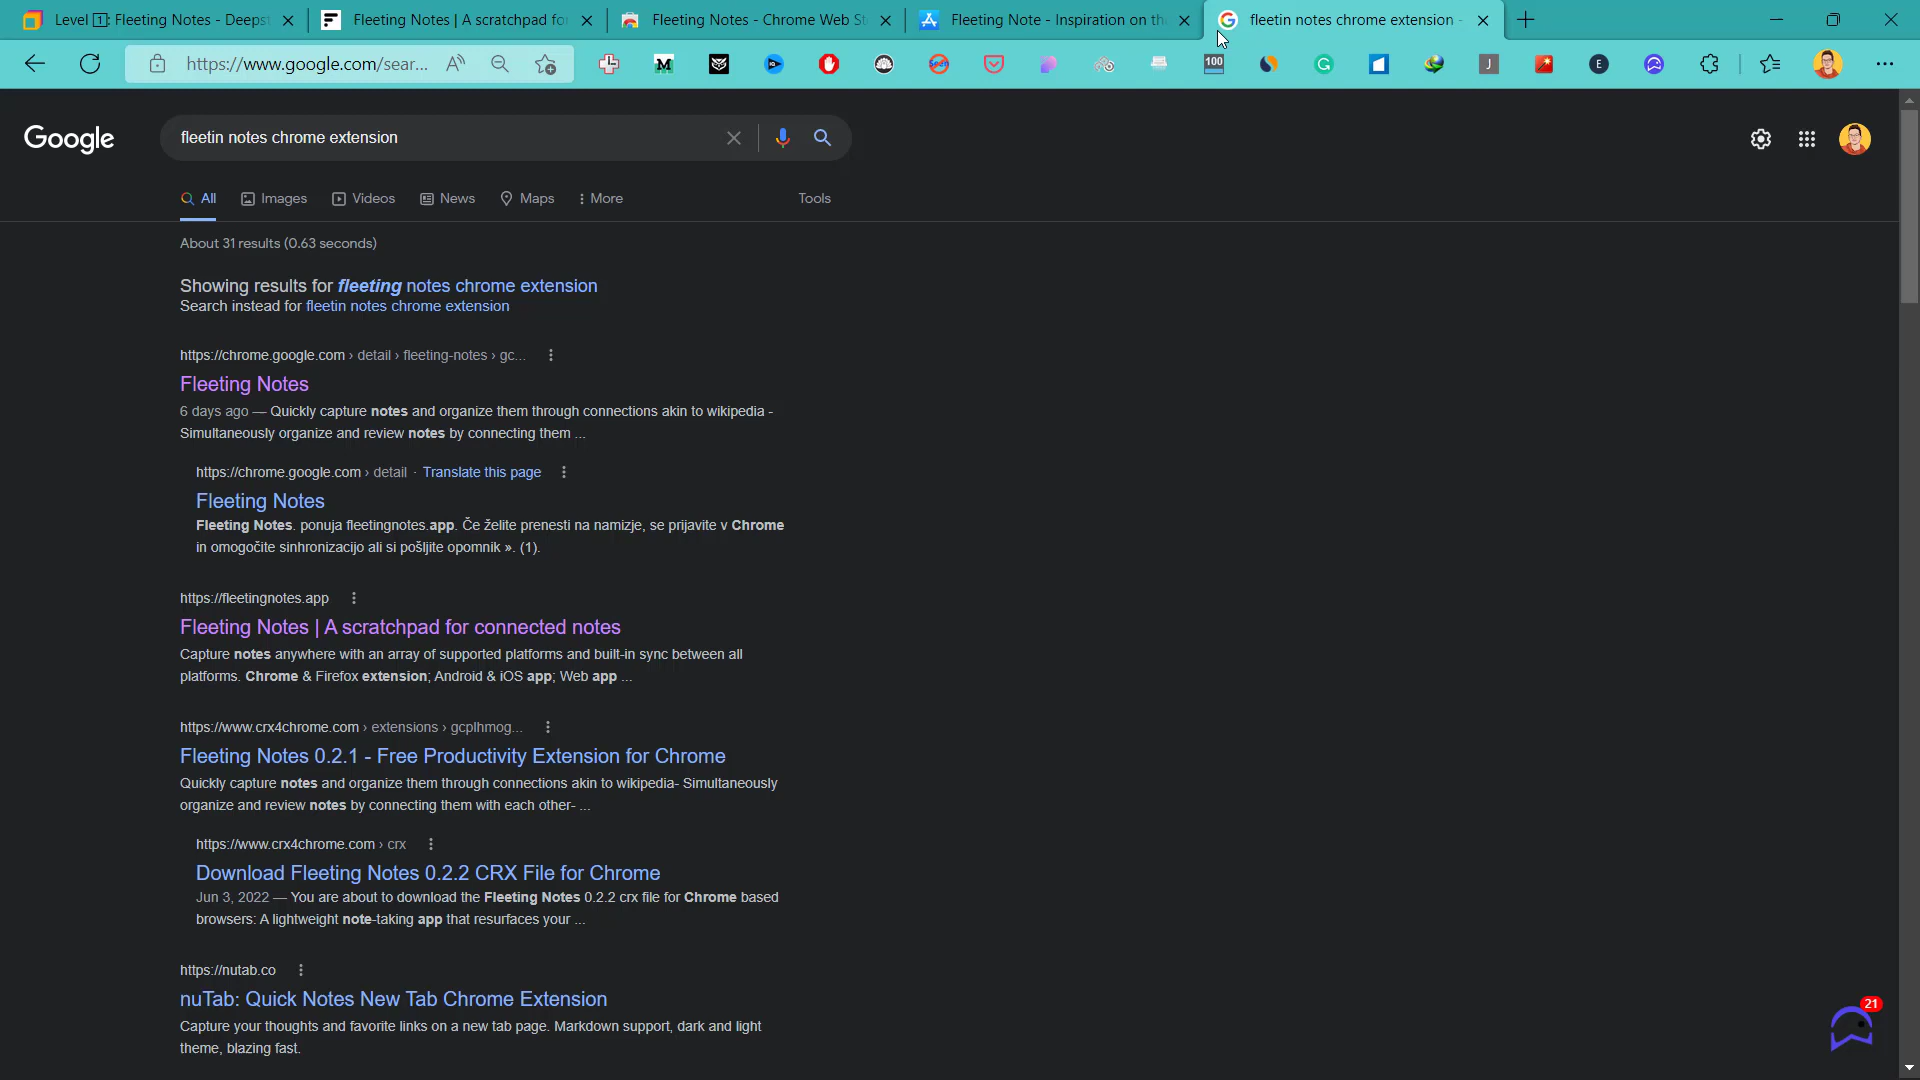 Level 1: Fleeting Notes - Deepst
Fleeting Notes | A scratchpad fo
Fleeting Notes - Chrome Web St
Fleeting Note - Inspiration on th
fleetin notes chrome extension -
https://www.google.com/sear...
100
J
E
Google
fleetin notes chrome extension
All
Images
Videos
News
Maps
More
Tools
About 31 results (0.63 seconds)
Showing results for fleeting notes chrome extension
Search instead for fleetin notes chrome extension
https://chrome.google.com › detail › fleeting-notes › gc...
Fleeting Notes
6 days ago — Quickly capture notes and organize them through connections akin to wikipedia -
Simultaneously organize and review notes by connecting them ...
https://chrome.google.com › detail · Translate this page
Fleeting Notes
Fleeting Notes. ponuja fleetingnotes.app. Če želite prenesti na namizje, se prijavite v Chrome
in omogočite sinhronizacijo ali si pošljite opomnik ». (1).
https://fleetingnotes.app
Fleeting Notes | A scratchpad for connected notes
Capture notes anywhere with an array of supported platforms and built-in sync between all
platforms. Chrome & Firefox extension; Android & iOS app; Web app ...
https://www.crx4chrome.com › extensions › gcplhmog...
Fleeting Notes 0.2.1 - Free Productivity Extension for Chrome
Quickly capture notes and organize them through connections akin to wikipedia- Simultaneously
organize and review notes by connecting them with each other- ...
https://www.crx4chrome.com › crx
Download Fleeting Notes 0.2.2 CRX File for Chrome
Jun 3, 2022 — You are about to download the Fleeting Notes 0.2.2 crx file for Chrome based
browsers: A lightweight note-taking app that resurfaces your ...
https://nutab.co
nuTab: Quick Notes New Tab Chrome Extension
Capture your thoughts and favorite links on a new tab page. Markdown support, dark and light
theme, blazing fast.
21